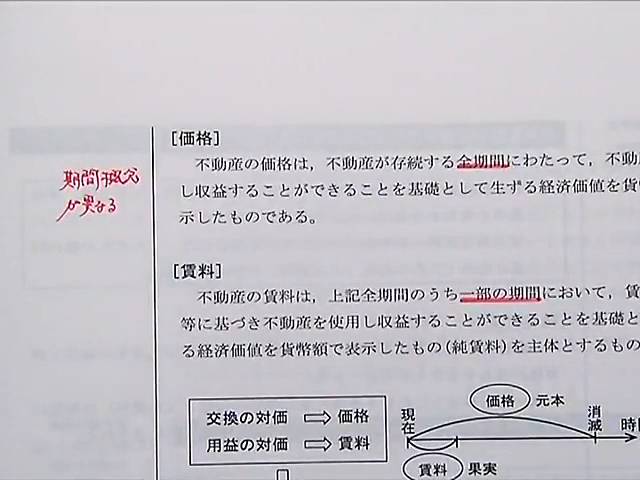 [価格]
不動産の価格は，不動産が存続する全期間にわたって，不動
し収益することができることを基礎として生ずる経済価値を貨
示したものである。
期間概念
が異なる
[賃料]
不動産の賃料は，上記全期間のうち一部の期間において，賃
等に基づき不動産を使用し収益することができることを基礎と
る経済価値を貨幣額で表示したもの（純賃料）を主体とするもの
交換の対価 ⇨ 価格
用益の対価 ⇨ 賃料
価格 元本
現在
消滅
時
賃料 果実